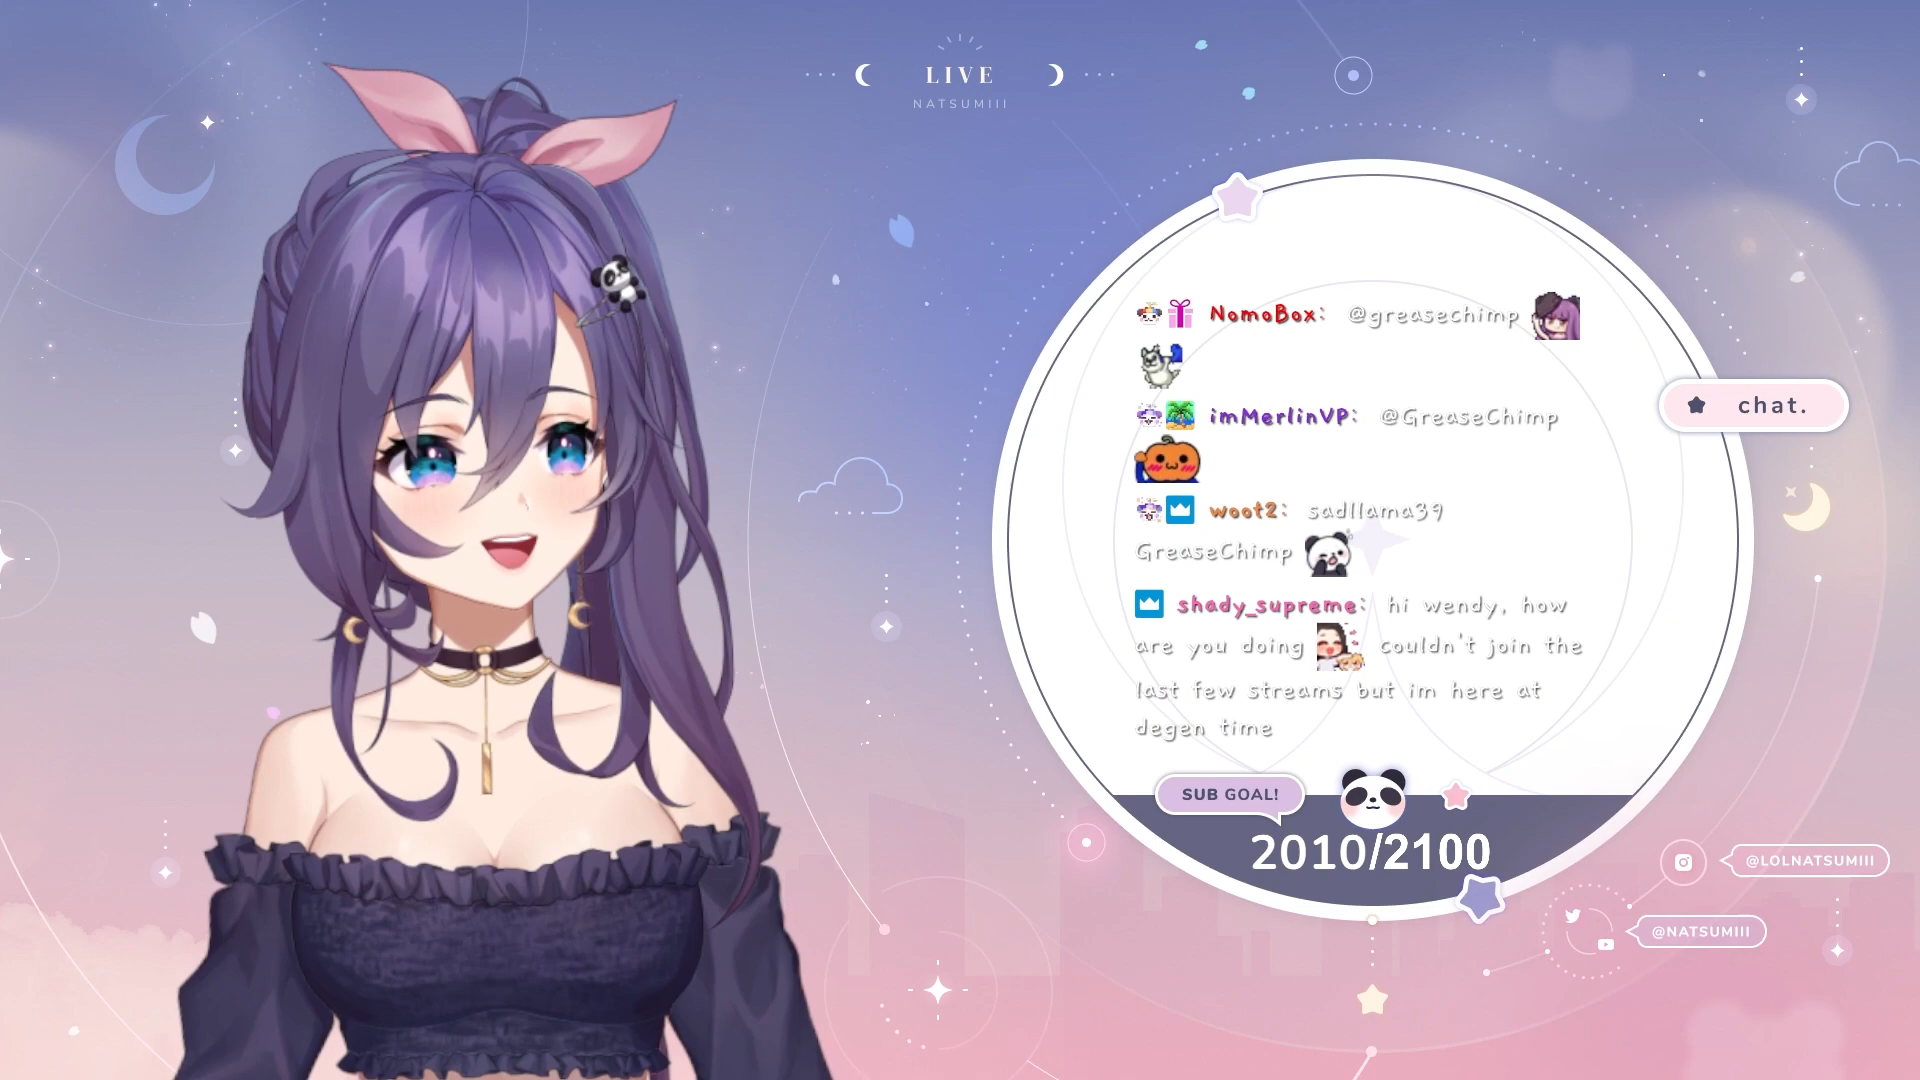 LIVE
NATSUMIII
NomoBox: @greasechimp
imMerlinVP: @GreaseChimp
woot2: sadllama39
GreaseChimp
shady_supreme: hi wendy, how
are you doing couldn't join the
last few streams but im here at
degen time
chat.
SUB GOAL!
2010/2100
@LOLNATSUMIII
@NATSUMIII